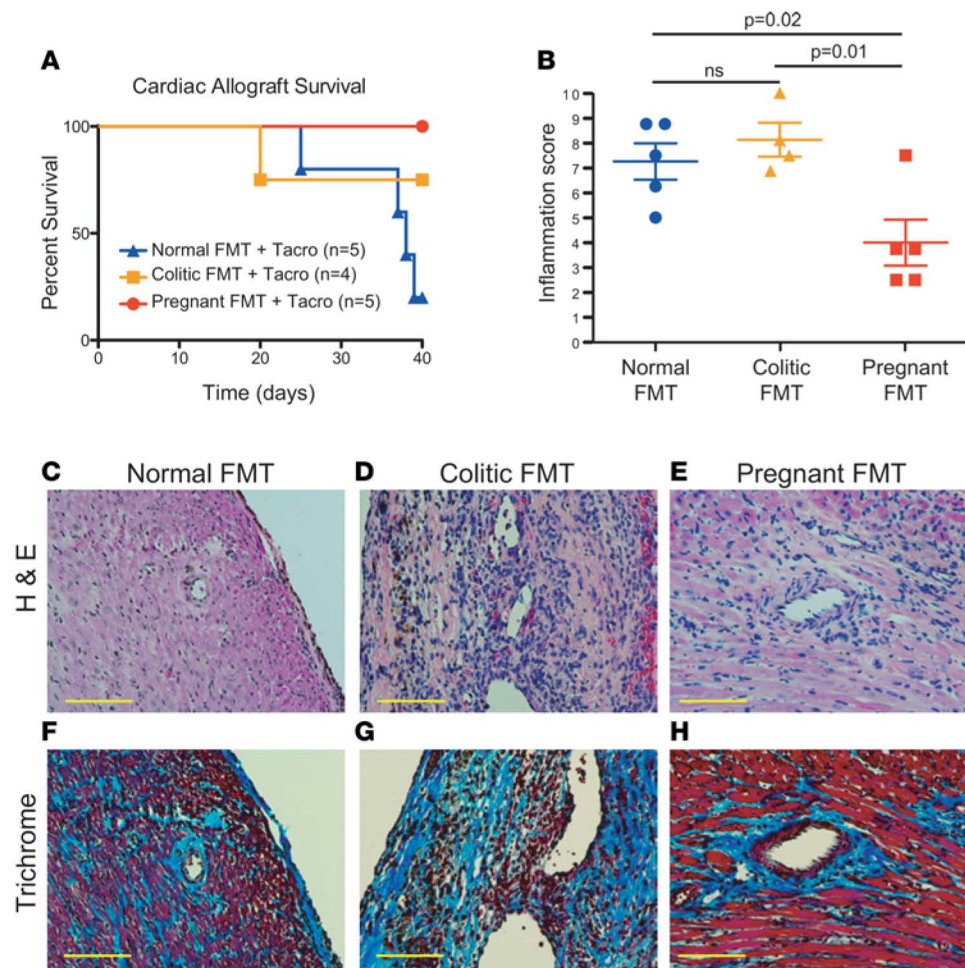 A
Cardiac Allograft Survival
Percent Survival
100
50
0
Normal FMT + Tacro (n=5)
Colitic FMT + Tacro (n=4)
Pregnant FMT + Tacro (n=5)
0 10 20 30 40
Time (days)
B
p=0.02
p=0.01
ns
Inflammation score
10
9
8
7
6
5
4
3
2
1
0
Normal FMT
Colitic FMT
Pregnant FMT
C Normal FMT
D Colitic FMT
E Pregnant FMT
H & E
F
G
H
Trichrome